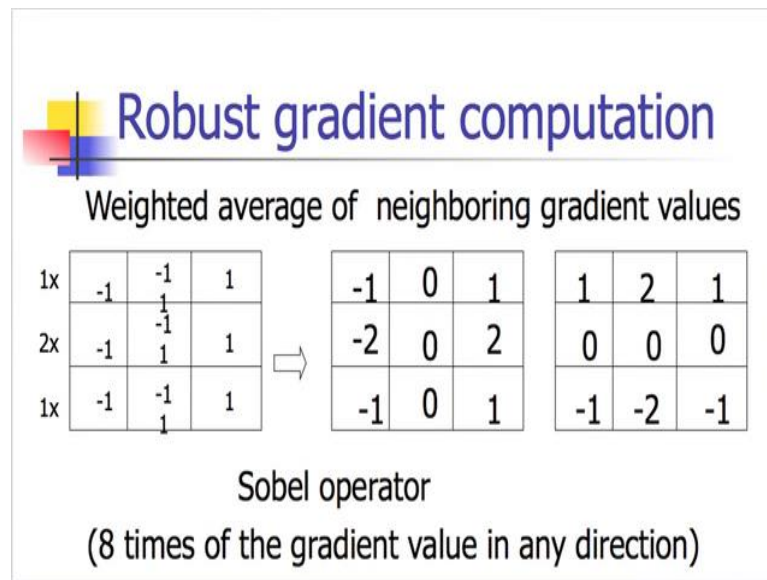 Robust gradient computation
Weighted average of neighboring gradient values
1x -1 -1 1 1 -1 0 1 1 2 1
2x -1 -1 1 1 -2 0 2 0 0 0
1x -1 -1 1 1 -1 0 1 -1 -2 -1
Sobel operator
(8 times of the gradient value in any direction)